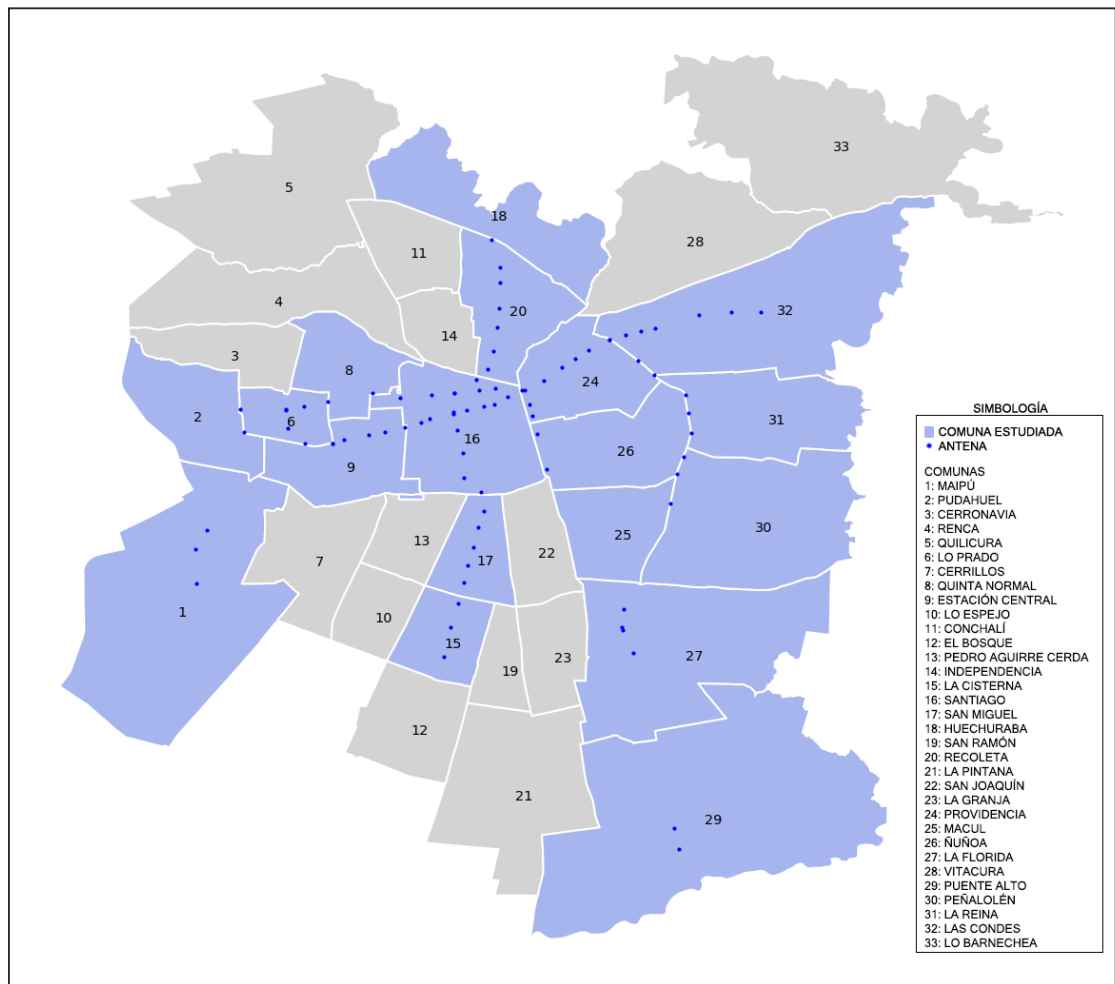 33
5
18
28
11
4
20
32
14
3
8
24
2
6
31
16
26
9
30
13
25
22
7
17
1
10
15
27
19
23
12
21
29
SIMBOLOGÍA
COMUNA ESTUDIADA
ANTENA
COMUNAS
1: MAIPÚ
2: PUDAHUEL
3: CERRONAVIA
4: RENCA
5: QUILICURA
6: LO PRADO
7: CERRILLOS
8: QUINTA NORMAL
9: ESTACIÓN CENTRAL
10: LO ESPEJO
11: CONCHALÍ
12: EL BOSQUE
13: PEDRO AGUIRRE CERDA
14: INDEPENDENCIA
15: LA CISTERNA
16: SANTIAGO
17: SAN MIGUEL
18: HUECHURABA
19: SAN RAMÓN
20: RECOLETA
21: LA PINTANA
22: SAN JOAQUÍN
23: LA GRANJA
24: PROVIDENCIA
25: MACUL
26: ÑUÑOA
27: LA FLORIDA
28: VITACURA
29: PUENTE ALTO
30: PEÑALOLÉN
31: LA REINA
32: LAS CONDES
33: LO BARNECHEA